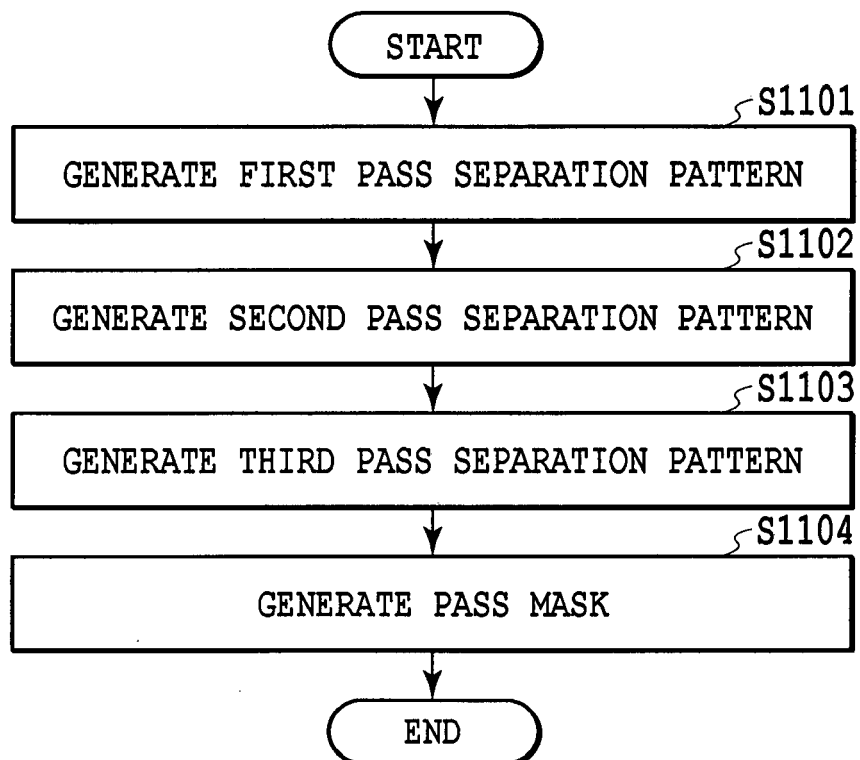 START
S1101
GENERATE FIRST PASS SEPARATION PATTERN
S1102
GENERATE SECOND PASS SEPARATION PATTERN
S1103
GENERATE THIRD PASS SEPARATION PATTERN
S1104
GENERATE PASS MASK
END